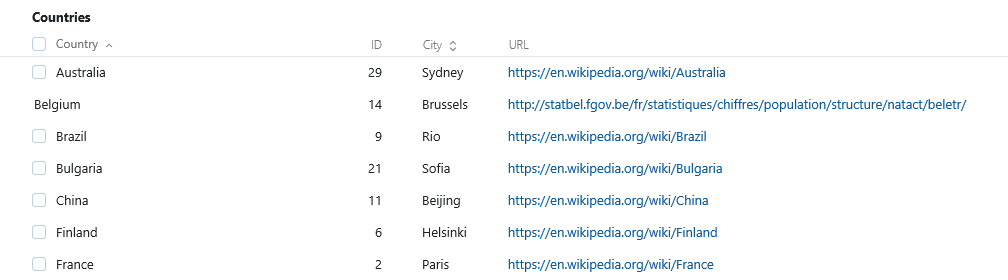 Countries
Country ID City URL
Australia 29 Sydney https://en.wikipedia.org/wiki/Australia
Belgium 14 Brussels http://statbel.fgov.be/fr/statistiques/chiffres/population/structure/natact/beletr/
Brazil 9 Rio https://en.wikipedia.org/wiki/Brazil
Bulgaria 21 Sofia https://en.wikipedia.org/wiki/Bulgaria
China 11 Beijing https://en.wikipedia.org/wiki/China
Finland 6 Helsinki https://en.wikipedia.org/wiki/Finland
France 2 Paris https://en.wikipedia.org/wiki/France